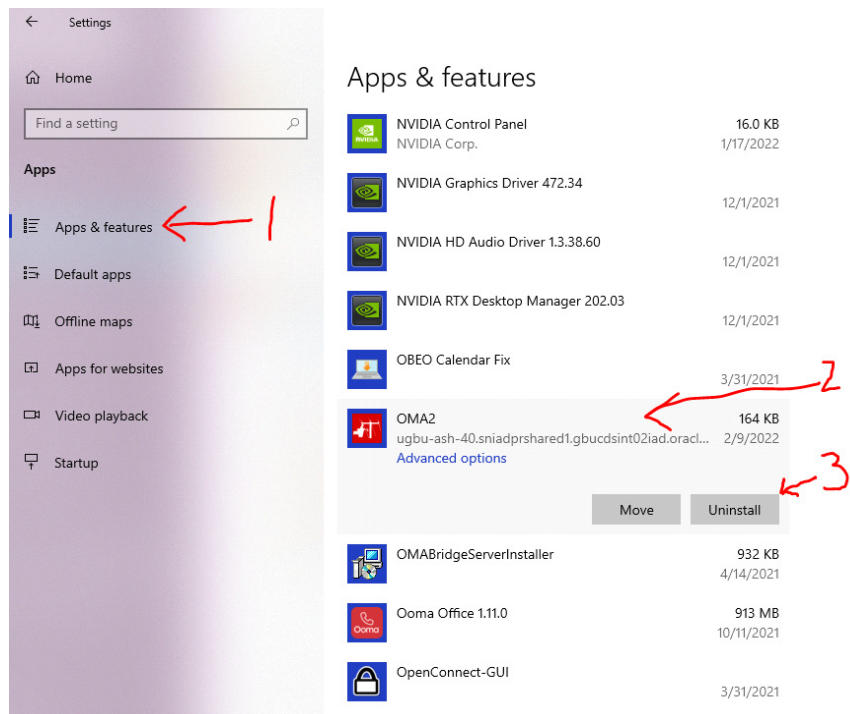 Settings
Home
Find a setting
Apps
Apps & features
1
Default apps
Offline maps
Apps for websites
Video playback
Startup
Apps & features
NVIDIA Control Panel 16.0 KB
NVIDIA Corp. 1/17/2022
NVIDIA Graphics Driver 472.34
12/1/2021
NVIDIA HD Audio Driver 1.3.38.60
12/1/2021
NVIDIA RTX Desktop Manager 202.03
12/1/2021
OBEO Calendar Fix
3/31/2021
2
OMA2 164 KB
ugbu-ash-40.sniadprshared1.gbucdsint02iad.oracl... 2/9/2022
Advanced options
3
Move Uninstall
OMABridgeServerInstaller 932 KB
4/14/2021
Ooma Office 1.11.0 913 MB
Ooma 10/11/2021
OpenConnect-GUI
3/31/2021